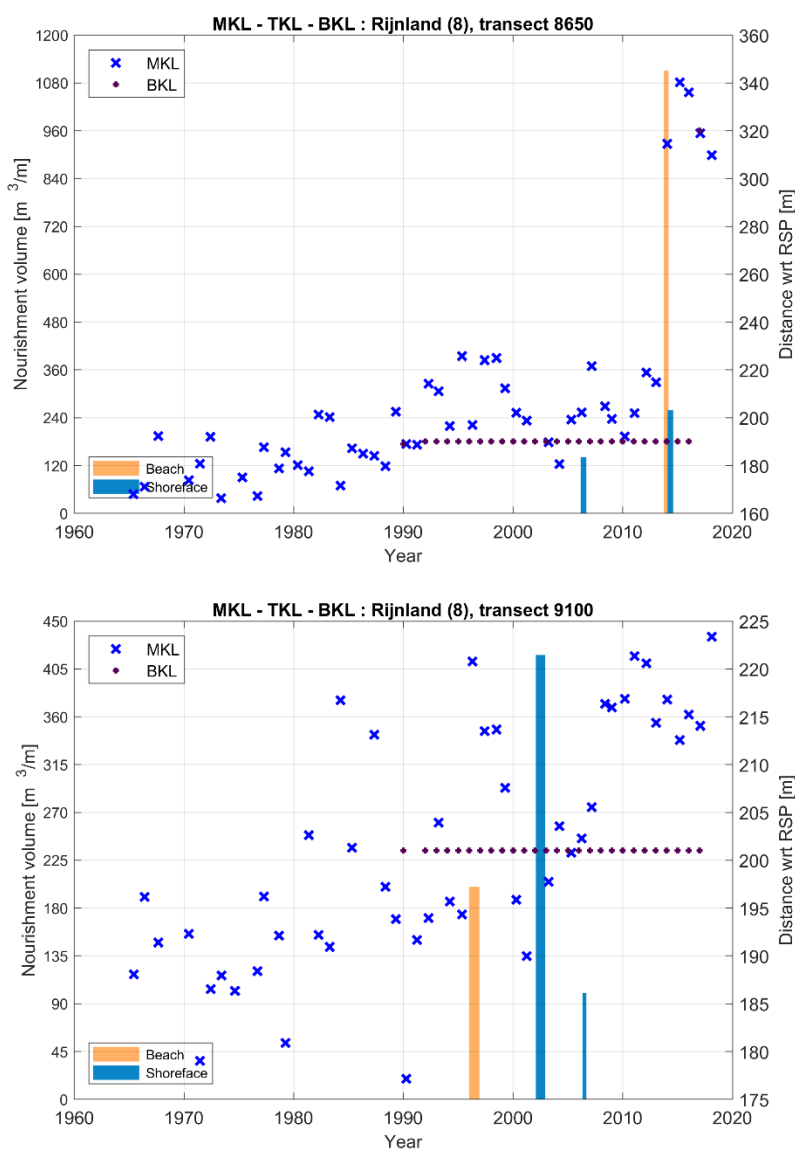 MKL - TKL - BKL : Rijnland (8), transect 8650
1200
1080
960
840
720
600
480
360
240
120
0
Nourishment volume [m³/m]
360
340
320
300
280
260
240
220
200
180
160
Distance wrt RSP [m]
MKL
BKL
Beach
Shoreface
1960 1970 1980 1990 2000 2010 2020
Year
MKL - TKL - BKL : Rijnland (8), transect 9100
450
405
360
315
270
225
180
135
90
45
0
Nourishment volume [m³/m]
225
220
215
210
205
200
195
190
185
180
175
Distance wrt RSP [m]
MKL
BKL
Beach
Shoreface
1960 1970 1980 1990 2000 2010 2020
Year